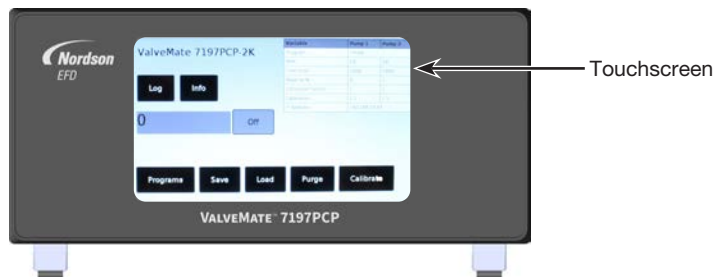 Nordson
EFD
ValveMate 7197PCP-2K
Variable Pump 1 Pump 2
Log Info
0 Off
Programs Save Load Purge Calibrate
VALVEMATE™ 7197PCP
Touchscreen